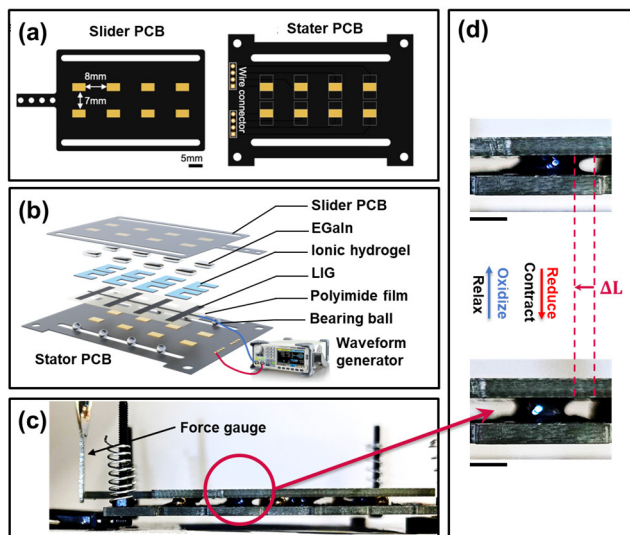 (a)
Slider PCB
8mm
7mm
5mm
Stater PCB
Wire connector
(b)
Slider PCB
EGaIn
Ionic hydrogel
LIG
Polyimide film
Bearing ball
Waveform
generator
Stator PCB
(c)
Force gauge
(d)
Relax
Oxidize
Contract
Reduce
ΔL